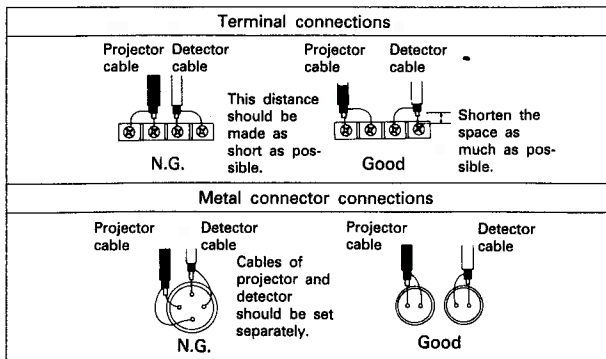 Terminal connections
Projector cable
Detector cable
This distance
should be
made as
short as pos-
sible.
N.G.
Projector
cable
Detector
cable
Shorten the
space as
much as pos-
sible.
Good
Metal connector connections
Projector
cable
Detector
cable
Cables of
projector and
detector
should be set
separately.
N.G.
Projector
cable
Detector
cable
Good